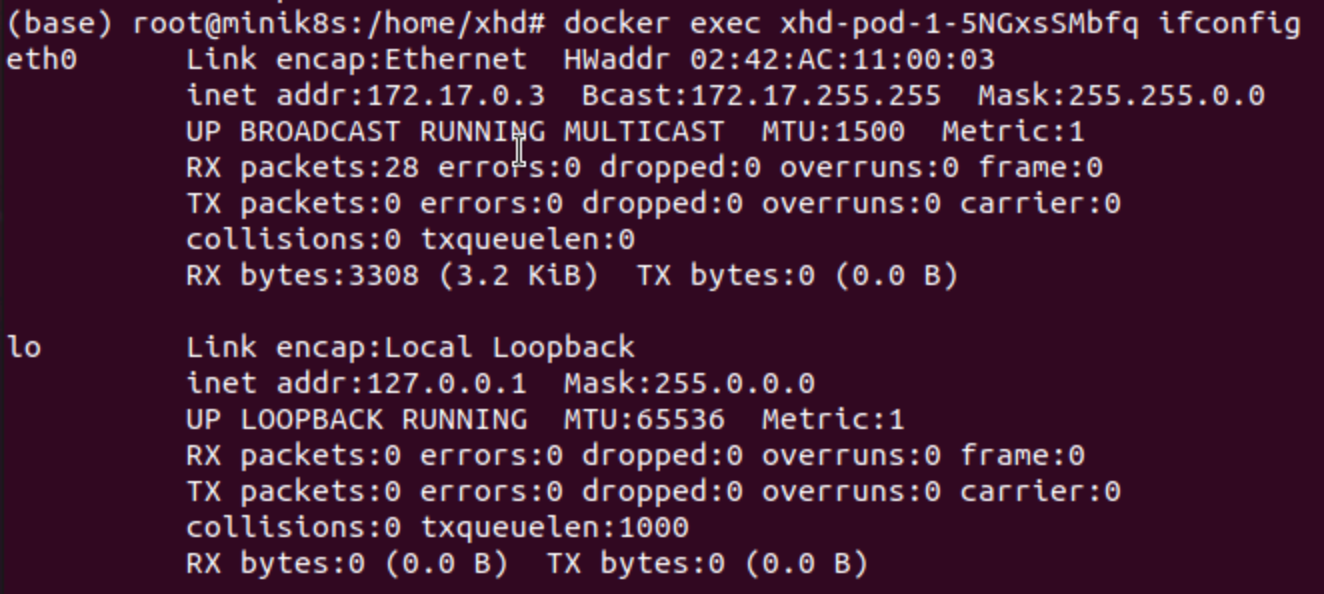 (base) root@minik8s:/home/xhd# docker exec xhd-pod-1-5NGxsSMbfq ifconfig
eth0      Link encap:Ethernet  HWaddr 02:42:AC:11:00:03
          inet addr:172.17.0.3  Bcast:172.17.255.255  Mask:255.255.0.0
          UP BROADCAST RUNNING MULTICAST  MTU:1500  Metric:1
          RX packets:28 errors:0 dropped:0 overruns:0 frame:0
          TX packets:0 errors:0 dropped:0 overruns:0 carrier:0
          collisions:0 txqueuelen:0
          RX bytes:3308 (3.2 KiB)  TX bytes:0 (0.0 B)

lo        Link encap:Local Loopback
          inet addr:127.0.0.1  Mask:255.0.0.0
          UP LOOPBACK RUNNING  MTU:65536  Metric:1
          RX packets:0 errors:0 dropped:0 overruns:0 frame:0
          TX packets:0 errors:0 dropped:0 overruns:0 carrier:0
          collisions:0 txqueuelen:1000
          RX bytes:0 (0.0 B)  TX bytes:0 (0.0 B)